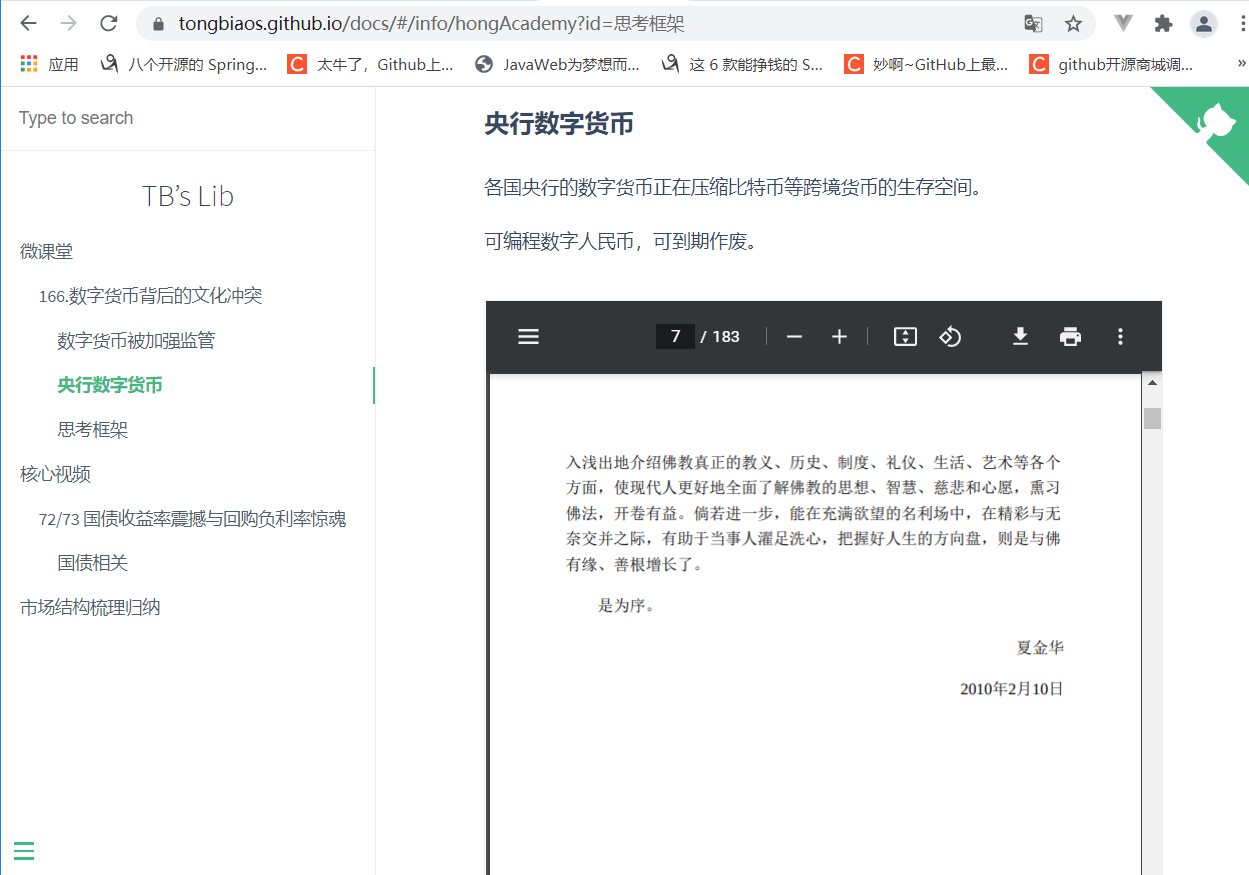 tongbiaos.github.io/docs/#/info/hongAcademy?id=思考框架
应用 八个开源的 Spring... 太牛了，Github上... JavaWeb为梦想而... 这 6 款能挣钱的 S... 妙啊~GitHub上最... github开源商城调... »
Type to search
TB’s Lib
微课堂
166.数字货币背后的文化冲突
数字货币被加强监管
央行数字货币
思考框架
核心视频
72/73 国债收益率震撼与回购负利率惊魂
国债相关
市场结构梳理归纳
央行数字货币
各国央行的数字货币正在压缩比特币等跨境货币的生存空间。
可编程数字人民币，可到期作废。
7 / 183
入浅出地介绍佛教真正的教义、历史、制度、礼仪、生活、艺术等各个
方面，使现代人更好地全面了解佛教的思想、智慧、慈悲和心愿，熏习
佛法，开卷有益。倘若进一步，能在充满欲望的名利场中，在精彩与无
奈交并之际，有助于当事人濯足洗心，把握好人生的方向盘，则是与佛
有缘、善根增长了。
是为序。
夏金华
2010年2月10日